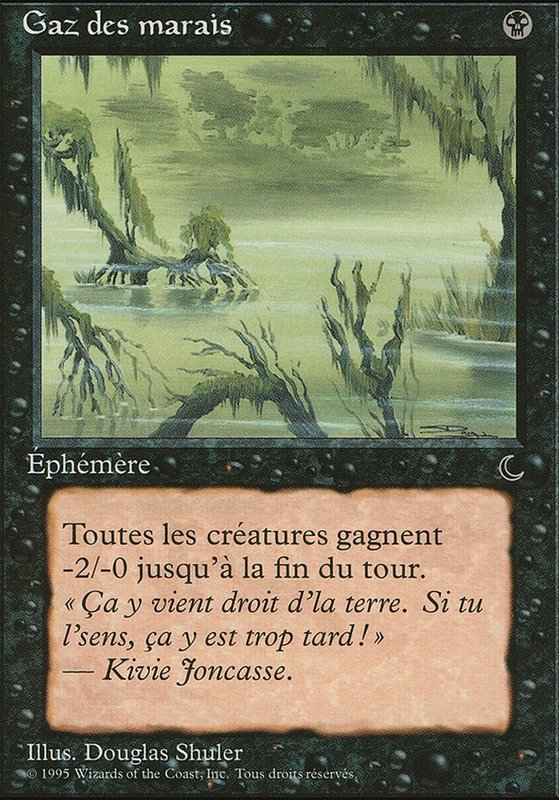 Gaz des marais
Éphémère
Toutes les créatures gagnent
-2/-0 jusqu'à la fin du tour.
« Ça y vient droit d'la terre. Si tu
l'sens, ça y est trop tard ! »
— Kivie Joncasse.
Illus. Douglas Shuler
© 1995 Wizards of the Coast, Inc. Tous droits réservés.